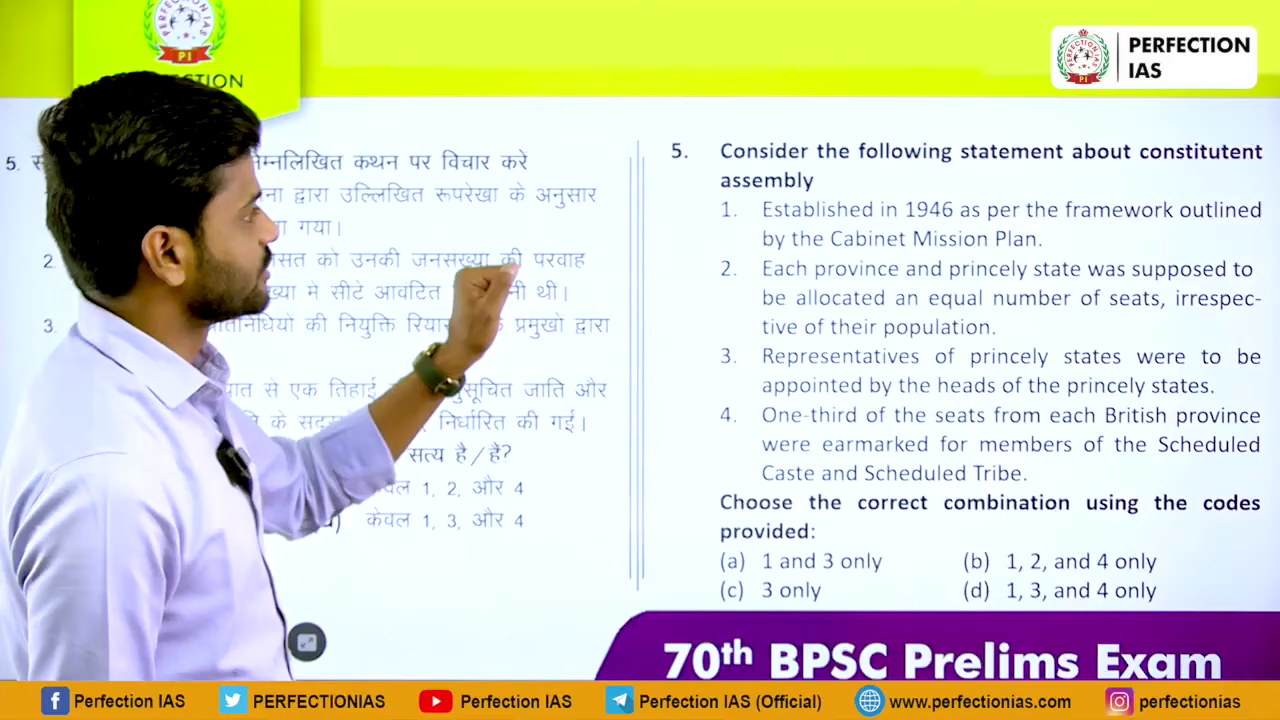 PERFECTION IAS
PI
CTION
PERFECTION
IAS
PI
5.
म्नलिखित कथन पर विचार करे
ना द्वारा उल्लिखित रूपरेखा के अनुसार
गया।
2. को उनकी जनसख्या की परवाह
ख्या मे सीटे आवटित नी थी।
3. की नियुक्ति प्रमुखो द्वारा
से एक तिहाई अनुसूचित जाति और
के निर्धारित की गई।
सत्य है / हैं?
1, 2, और 4
केवल 1, 3, और 4
5. Consider the following statement about constitutent
assembly
1. Established in 1946 as per the framework outlined
by the Cabinet Mission Plan.
2. Each province and princely state was supposed to
be allocated an equal number of seats, irrespec-
tive of their population.
3. Representatives of princely states were to be
appointed by the heads of the princely states.
4. One-third of the seats from each British province
were earmarked for members of the Scheduled
Caste and Scheduled Tribe.
Choose the correct combination using the codes
provided:
(a) 1 and 3 only (b) 1, 2, and 4 only
(c) 3 only (d) 1, 3, and 4 only
70th BPSC Prelims Exam
Perfection IAS PERFECTIONIAS Perfection IAS Perfection IAS (Official) www.perfectionias.com perfectionias